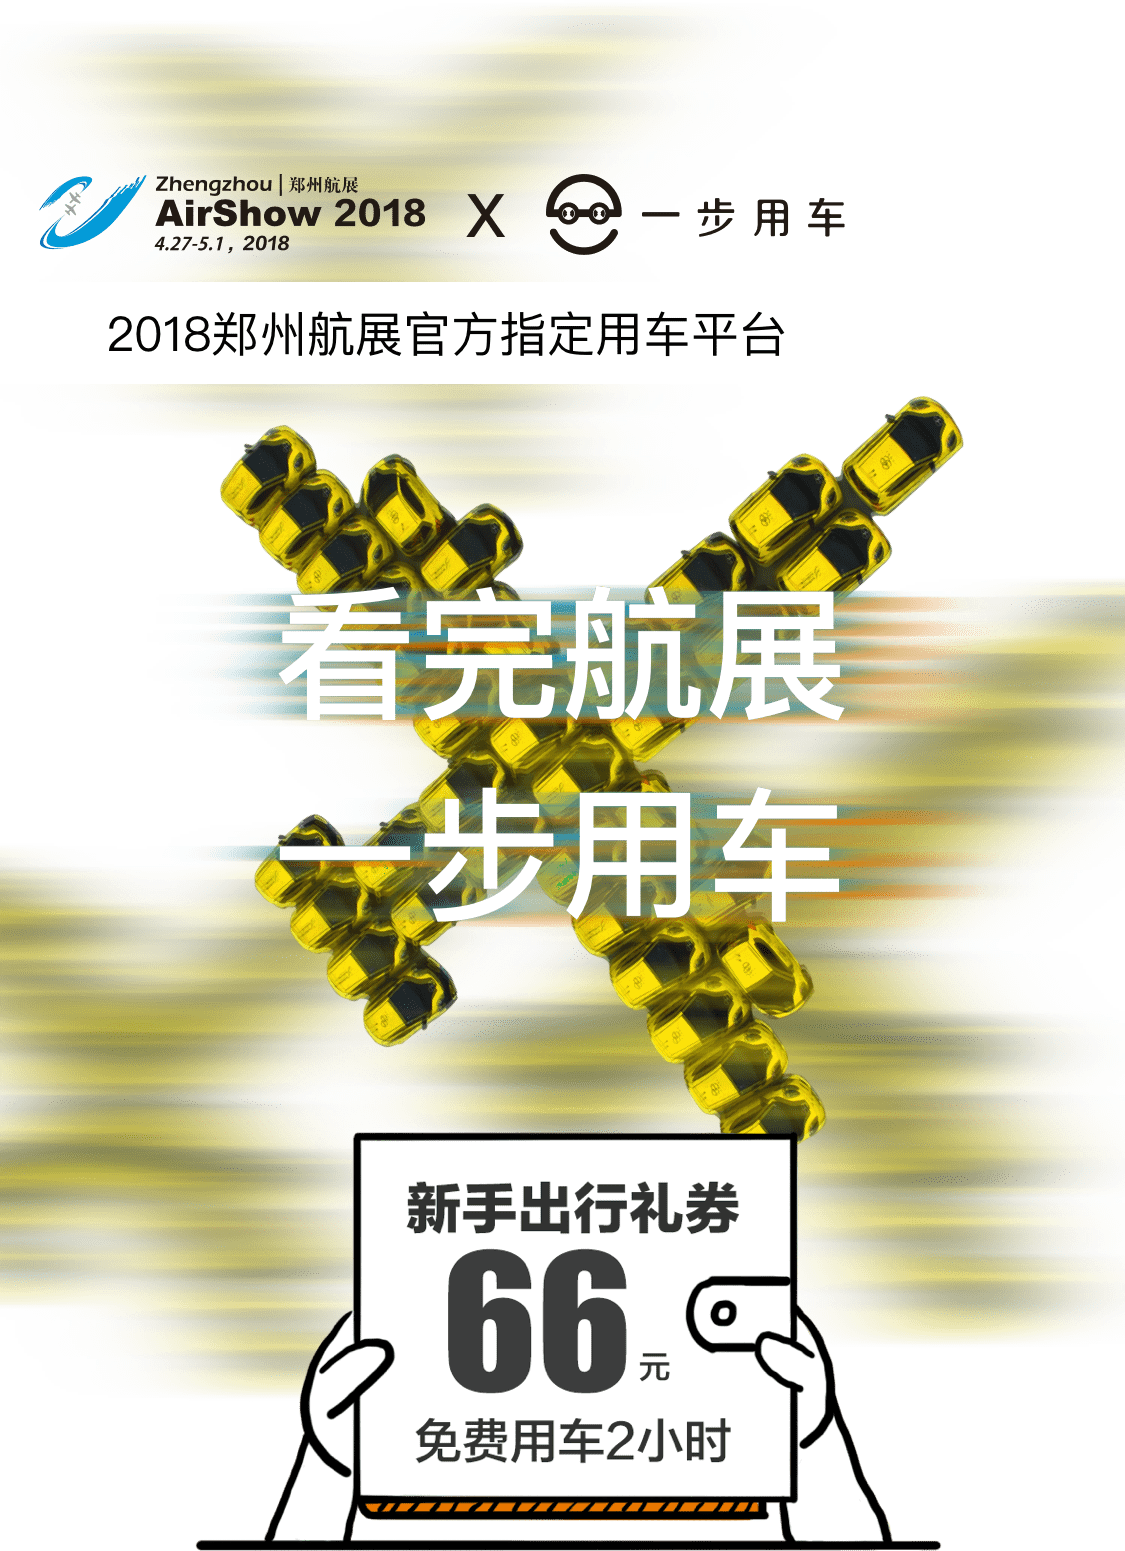 Zhengzhou | 郑州航展
AirShow 2018
4.27-5.1, 2018
X
一步用车
2018郑州航展官方指定用车平台
看完航展
一步用车
新手出行礼券
66元
免费用车2小时